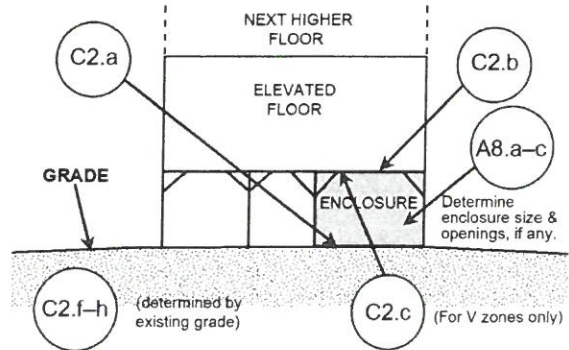 NEXT HIGHER
FLOOR
C2.a
C2.b
ELEVATED
FLOOR
A8.a–c
GRADE
ENCLOSURE
Determine
enclosure size &
openings, if any.
C2.f–h
(determined by
existing grade)
C2.c
(For V zones only)